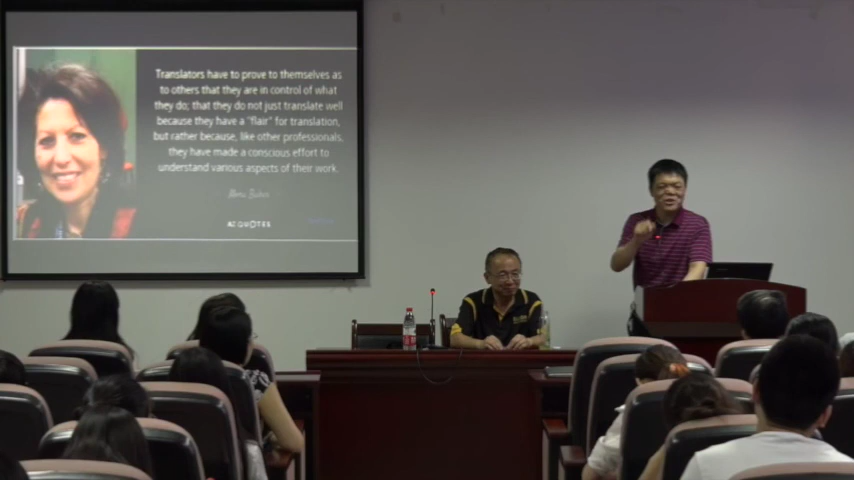 Translators have to prove to themselves as
to others that they are in control of what
they do; that they do not just translate well
because they have a "flair" for translation,
but rather because, like other professionals,
they have made a conscious effort to
understand various aspects of their work.
Mona Baker
AZ QUOTES